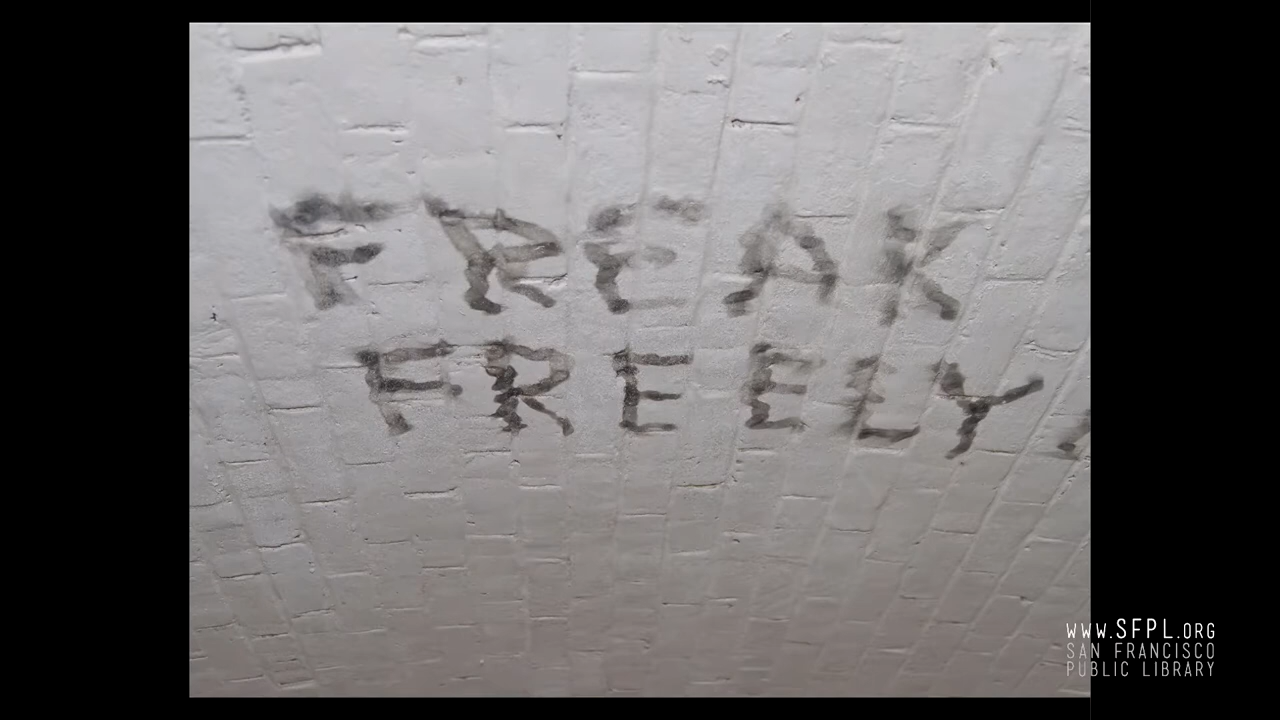 FREAK
FREELY
www.SFPL.ORG
SAN FRANCISCO
PUBLIC LIBRARY